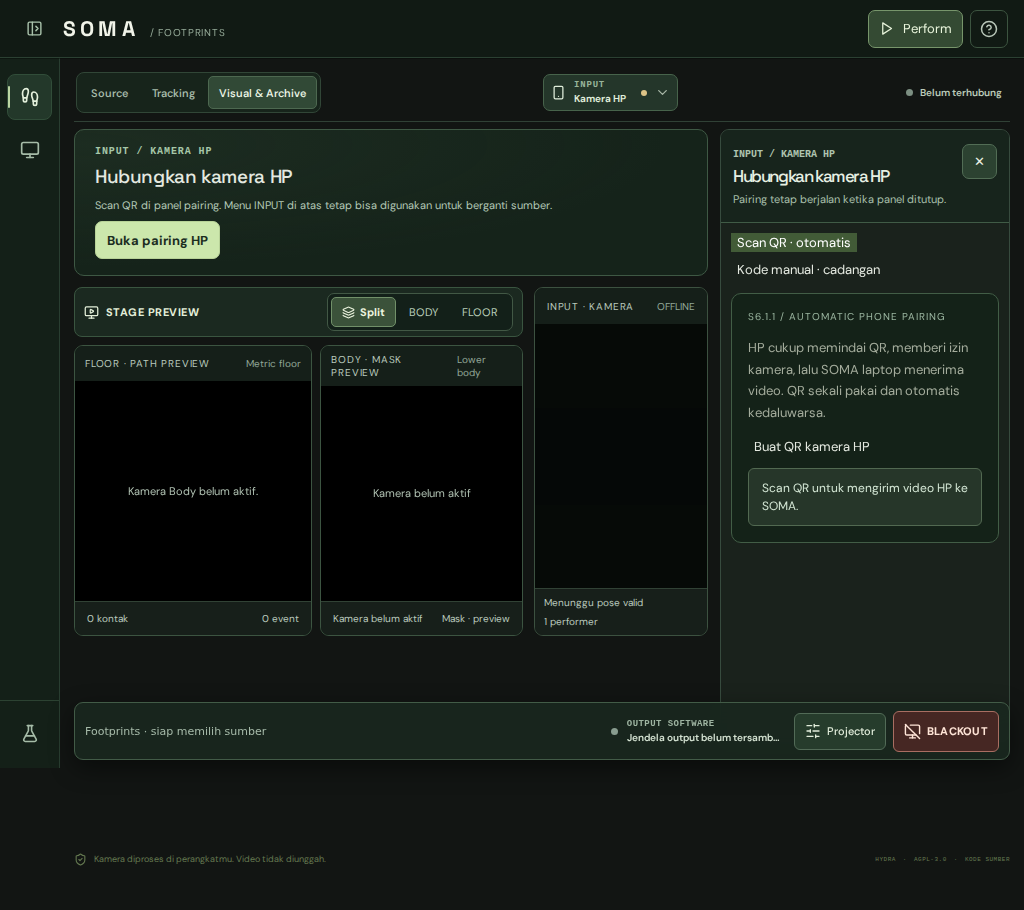 SOMA / FOOTPRINTS
Perform
Source Tracking Visual & Archive
INPUT
Kamera HP
Belum terhubung
INPUT / KAMERA HP
Hubungkan kamera HP
Scan QR di panel pairing. Menu INPUT di atas tetap bisa digunakan untuk berganti sumber.
Buka pairing HP
STAGE PREVIEW
Split BODY FLOOR
FLOOR · PATH PREVIEW Metric floor
Kamera Body belum aktif.
0 kontak 0 event
BODY · MASK
PREVIEW
Lower
body
Kamera belum aktif
Kamera belum aktif Mask · preview
INPUT · KAMERA OFFLINE
Menunggu pose valid
1 performer
INPUT / KAMERA HP
Hubungkan kamera HP
Pairing tetap berjalan ketika panel ditutup.
×
Scan QR · otomatis
Kode manual · cadangan
S6.1.1 / AUTOMATIC PHONE PAIRING
HP cukup memindai QR, memberi izin
kamera, lalu SOMA laptop menerima
video. QR sekali pakai dan otomatis
kedaluwarsa.
Buat QR kamera HP
Scan QR untuk mengirim video HP ke
SOMA.
Footprints · siap memilih sumber
OUTPUT SOFTWARE
Jendela output belum tersamb...
Projector
BLACKOUT
Kamera diproses di perangkatmu. Video tidak diunggah.
HYDRA · AGPL-3.0 · KODE SUMBER